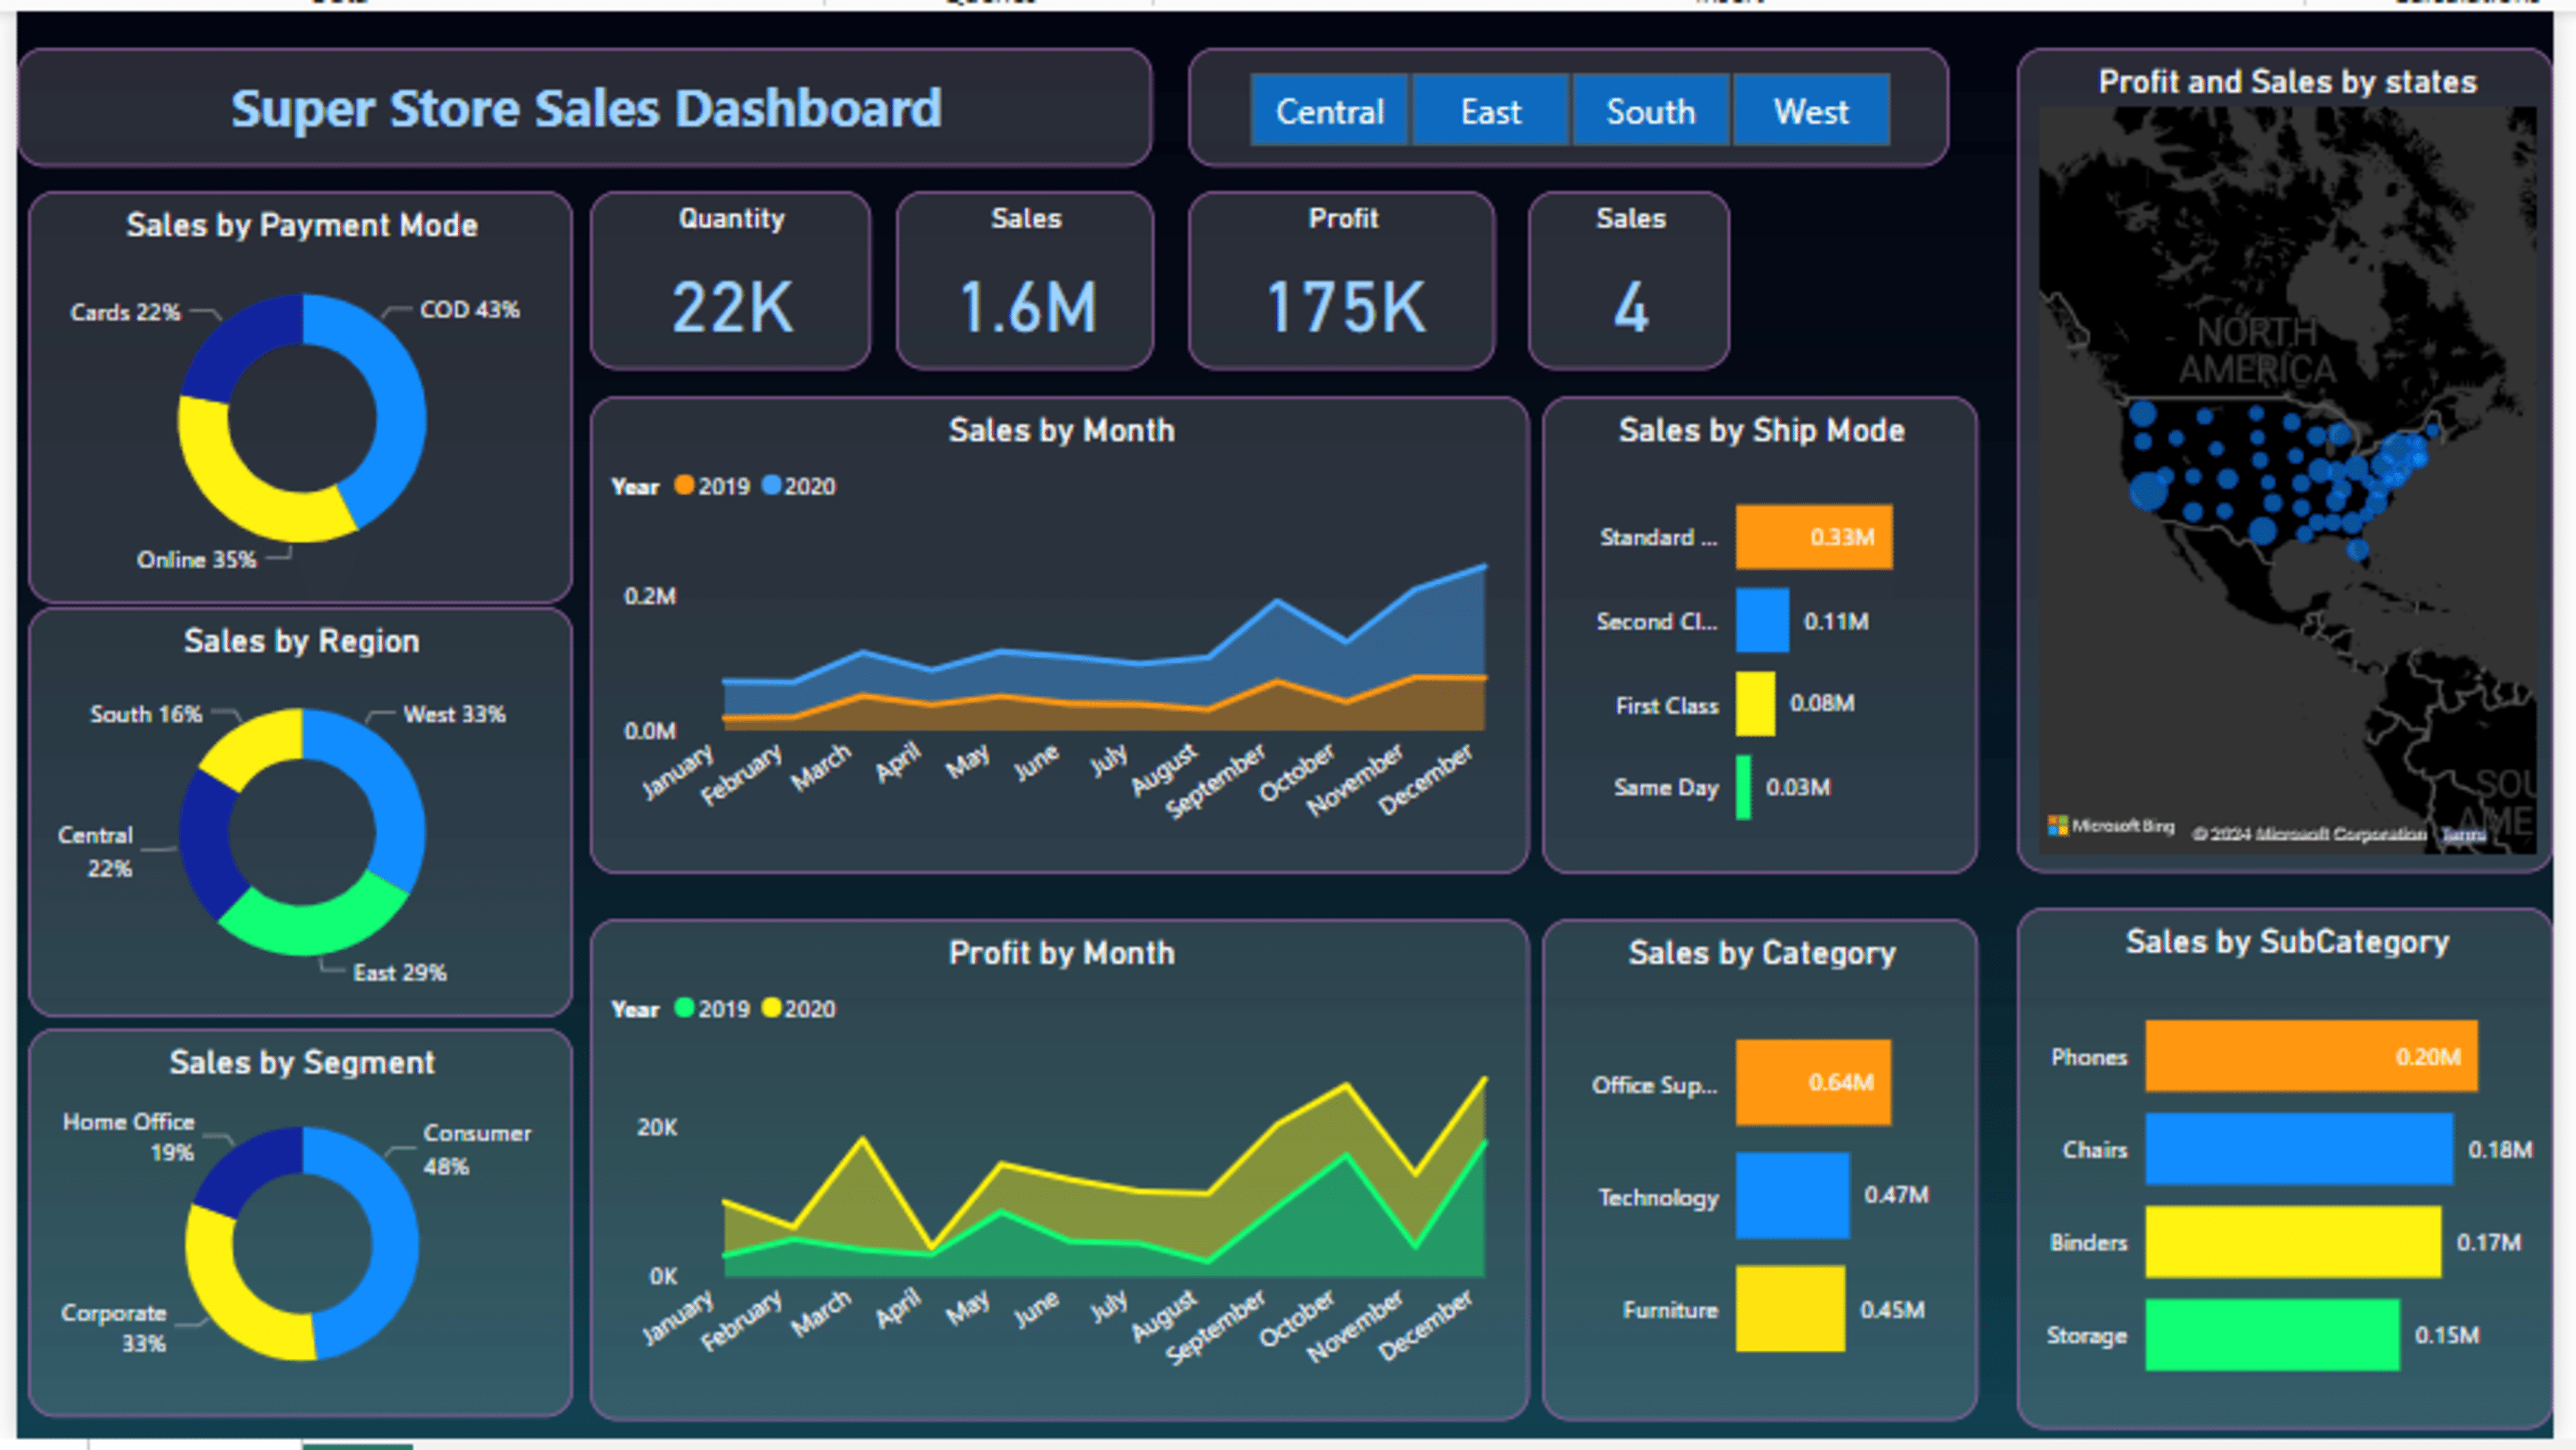 Super Store Sales Dashboard
Central
East
South
West
Profit and Sales by states
NORTH
AMERICA
SOU
AME
Microsoft Bing
© 2024 Microsoft Corporation
Terms
Sales by Payment Mode
Cards 22%
COD 43%
Online 35%
Quantity
22K
Sales
1.6M
Profit
175K
Sales
4
Sales by Month
Year 2019 2020
0.2M
0.0M
January
February
March
April
May
June
July
August
September
October
November
December
Sales by Ship Mode
Standard ... 0.33M
Second Cl... 0.11M
First Class 0.08M
Same Day 0.03M
Sales by Region
South 16%
West 33%
Central
22%
East 29%
Sales by Segment
Home Office
19%
Consumer
48%
Corporate
33%
Profit by Month
Year 2019 2020
20K
0K
January
February
March
April
May
June
July
August
September
October
November
December
Sales by Category
Office Sup... 0.64M
Technology 0.47M
Furniture 0.45M
Sales by SubCategory
Phones 0.20M
Chairs 0.18M
Binders 0.17M
Storage 0.15M